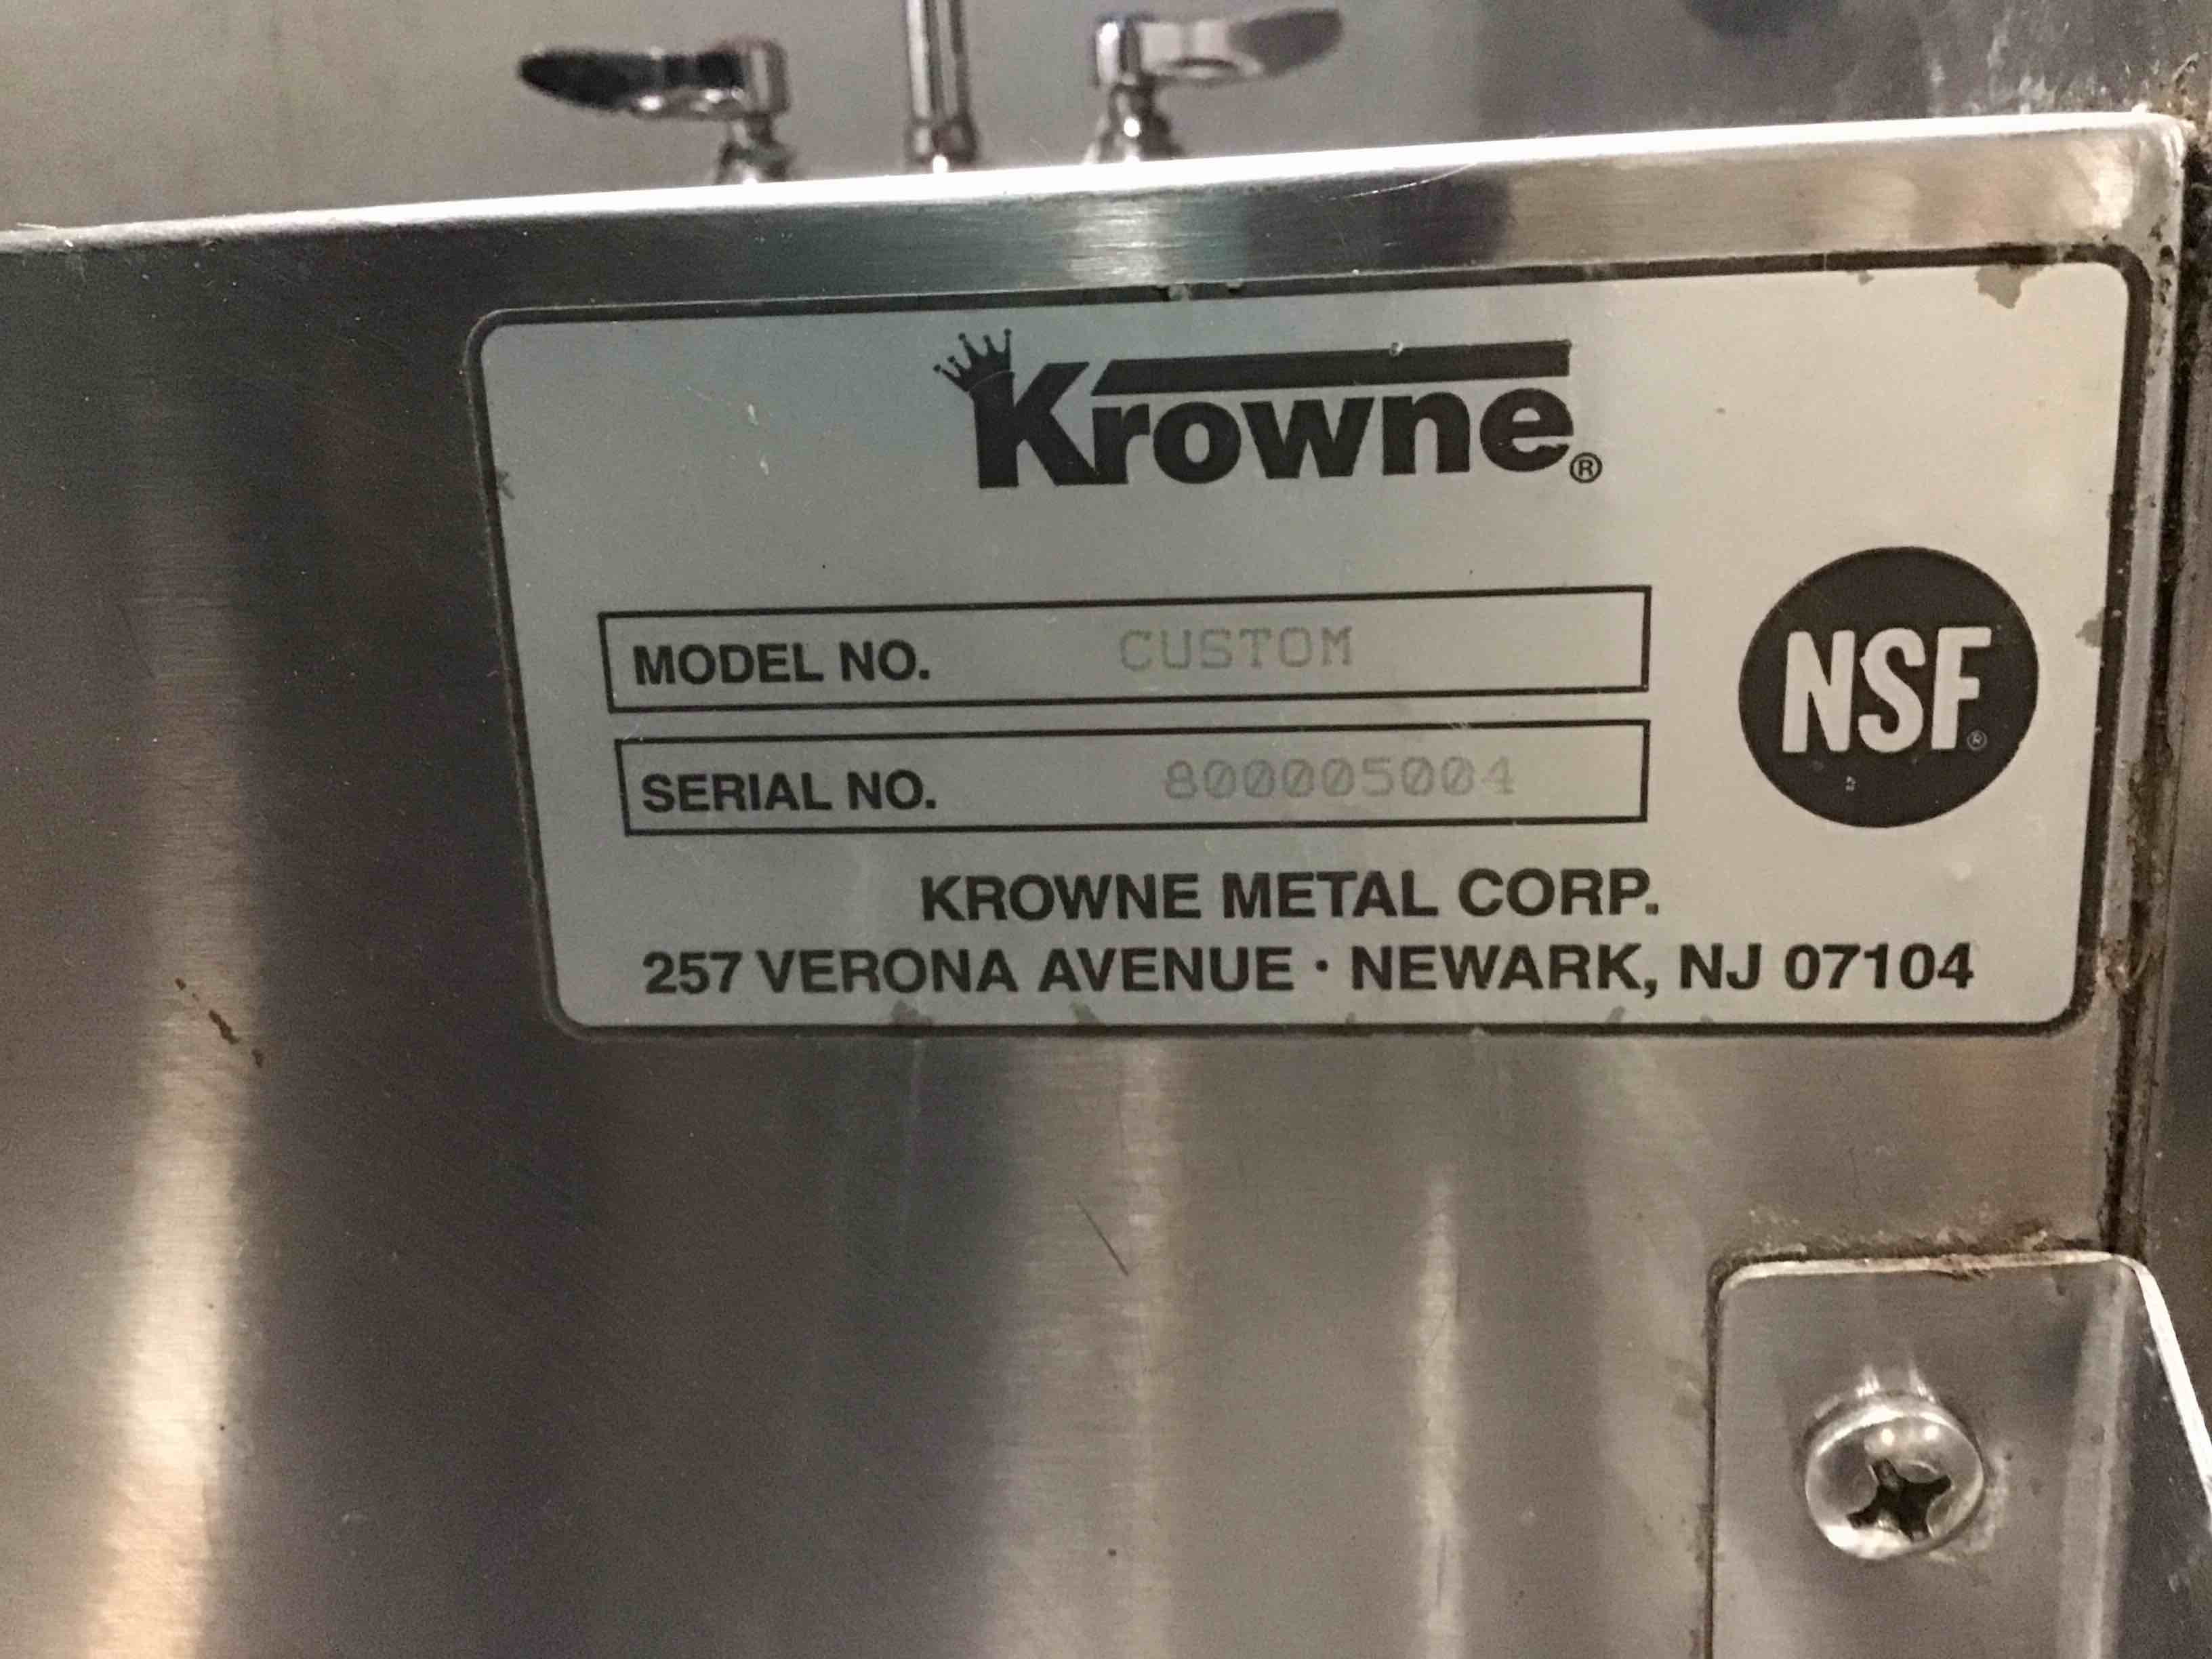 Krowne®
MODEL NO. CUSTOM
SERIAL NO. 800005004
NSF®
KROWNE METAL CORP.
257 VERONA AVENUE · NEWARK, NJ 07104